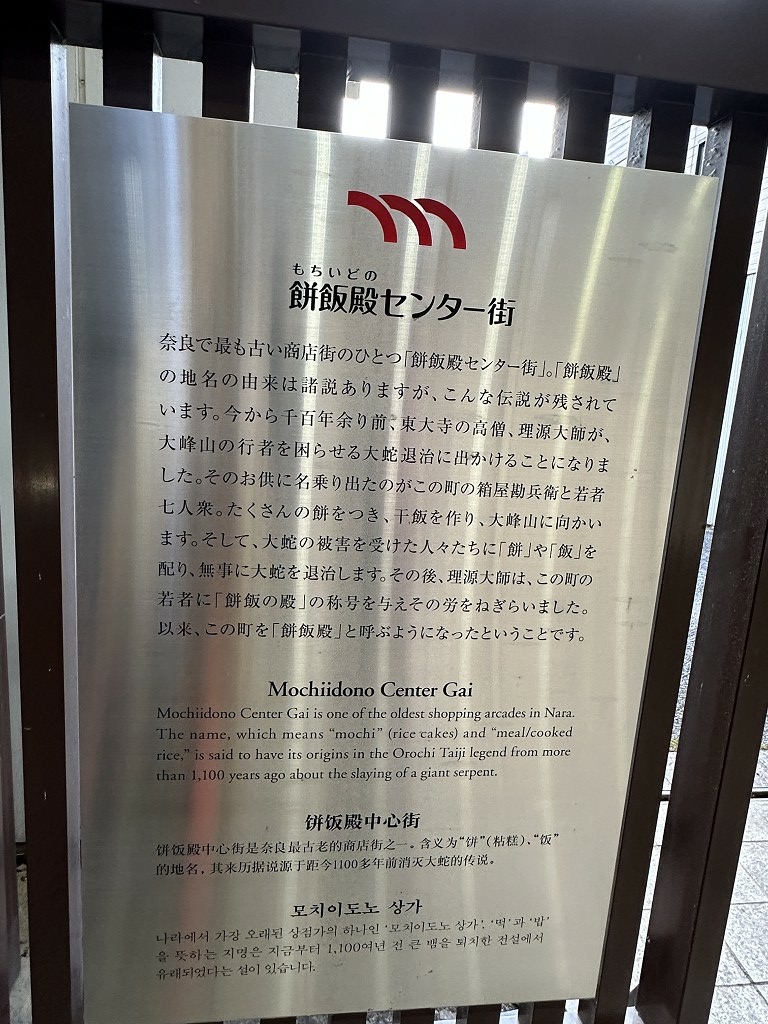 もちいどの
餅飯殿センター街
奈良で最も古い商店街のひとつ「餅飯殿センター街」。「餅飯殿」
の地名の由来は諸説ありますが、こんな伝説が残されて
います。今から千百年余り前、東大寺の高僧、理源大師が、
大峰山の行者を困らせる大蛇退治に出かけることになりま
した。そのお供に名乗り出たのがこの町の箱屋勘兵衛と若者
七人衆。たくさんの餅をつき、干飯を作り、大峰山に向かい
ます。そして、大蛇の被害を受けた人々たちに「餅」や「飯」を
配り、無事に大蛇を退治します。その後、理源大師は、この町の
若者に「餅飯の殿」の称号を与えその労をねぎらいました。
以来、この町を「餅飯殿」と呼ぶようになったということです。
Mochiidono Center Gai
Mochiidono Center Gai is one of the oldest shopping arcades in Nara.
The name, which means “mochi” (rice cakes) and “meal/cooked
rice,” is said to have its origins in the Orochi Taiji legend from more
than 1,100 years ago about the slaying of a giant serpent.
饼饭殿中心街
饼饭殿中心街是奈良最古老的商店街之一。含义为“饼”(粘糕)、“饭”
的地名，其来历据说源于距今1100多年前消灭大蛇的传说。
모치이도노 상가
나라에서 가장 오래된 상점가의 하나인 '모치이도노 상가'. '떡'과 '밥'
을 뜻하는 지명은 지금부터 1,100여년 전 큰 뱀을 퇴치한 전설에서
유래되었다는 설이 있습니다.